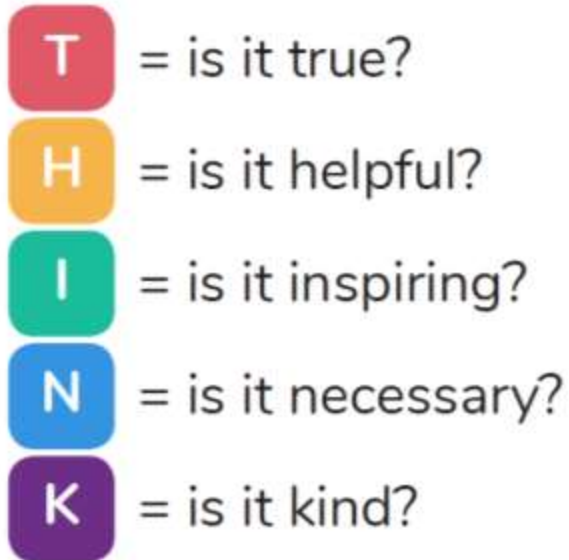 T = is it true?
H = is it helpful?
I = is it inspiring?
N = is it necessary?
K = is it kind?